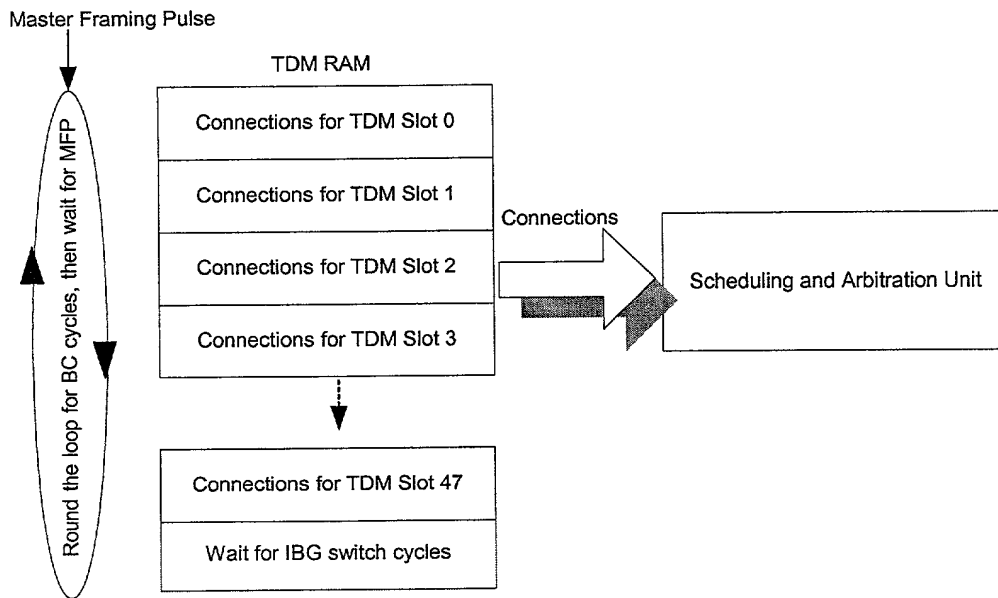 Master Framing Pulse
Round the loop for BC cycles, then wait for MFP
TDM RAM
Connections for TDM Slot 0
Connections for TDM Slot 1
Connections for TDM Slot 2
Connections for TDM Slot 3
Connections for TDM Slot 47
Wait for IBG switch cycles
Connections
Scheduling and Arbitration Unit